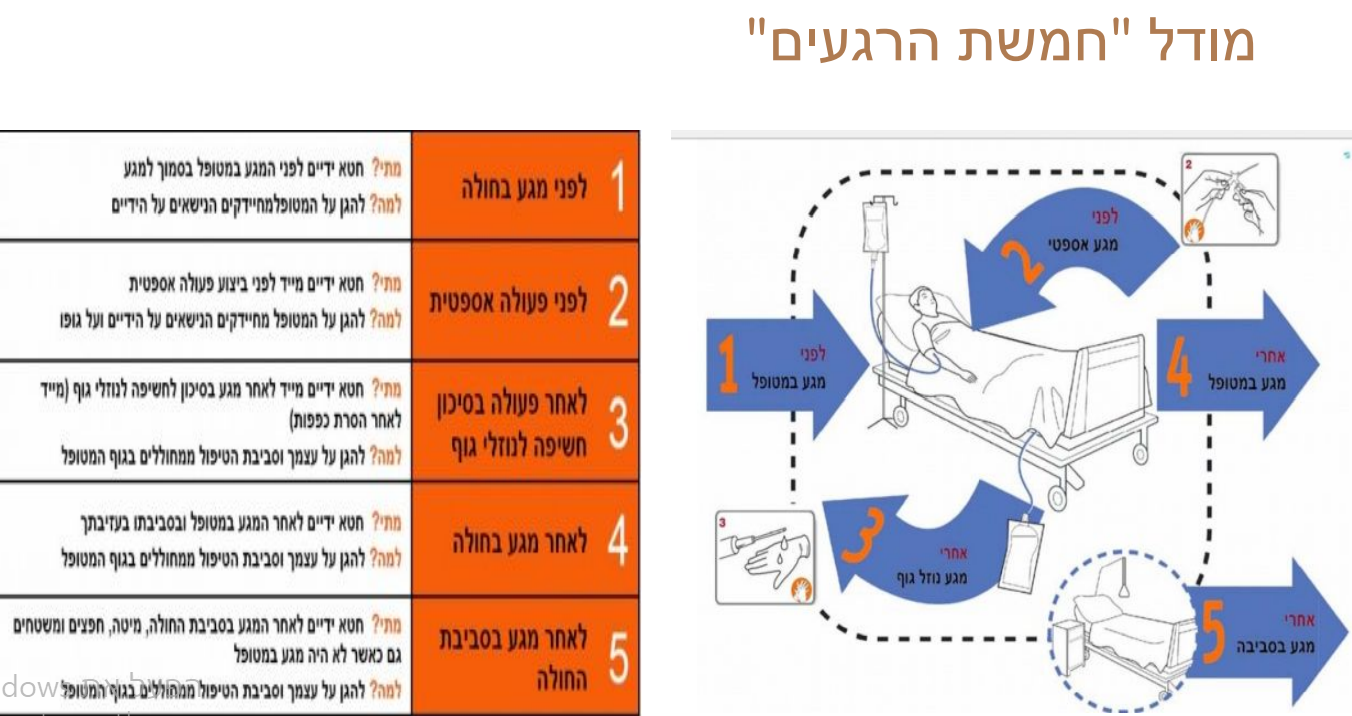 מודל "חמשת הרגעים"
1
לפני מגע בחולה
מתי? חטא ידיים לפני המגע במטופל בסמוך למגע
למה? להגן על המטופלמחיידקים הנישאים על הידיים
2
לפני פעולה אספטית
מתי? חטא ידיים מייד לפני ביצוע פעולה אספטית
למה? להגן על המטופל מחיידקים הנישאים על הידיים ועל גופו
3
לאחר פעולה בסיכון
חשיפה לנוזלי גוף
מתי? חטא ידיים מייד לאחר מגע בסיכון לחשיפה לנוזלי גוף (מייד
לאחר הסרת כפפות)
למה? להגן על עצמך וסביבת הטיפול ממחוללים בגוף המטופל
4
לאחר מגע בחולה
מתי? חטא ידיים לאחר המגע במטופל ובסביבתו בעזיבתך
למה? להגן על עצמך וסביבת הטיפול ממחוללים בגוף המטופל
5
לאחר מגע בסביבת
החולה
מתי? חטא ידיים לאחר המגע בסביבת החולה, מיטה, חפצים ומשטחים
גם כאשר לא היה מגע במטופל
למה? להגן על עצמך וסביבת הטיפול ממחוללים בגוף המטופל
2
לפני
מגע אספטי
2
1
לפני
מגע במטופל
4
אחרי
מגע במטופל
3
3
אחרי
מגע נוזל גוף
5
אחרי
מגע בסביבה